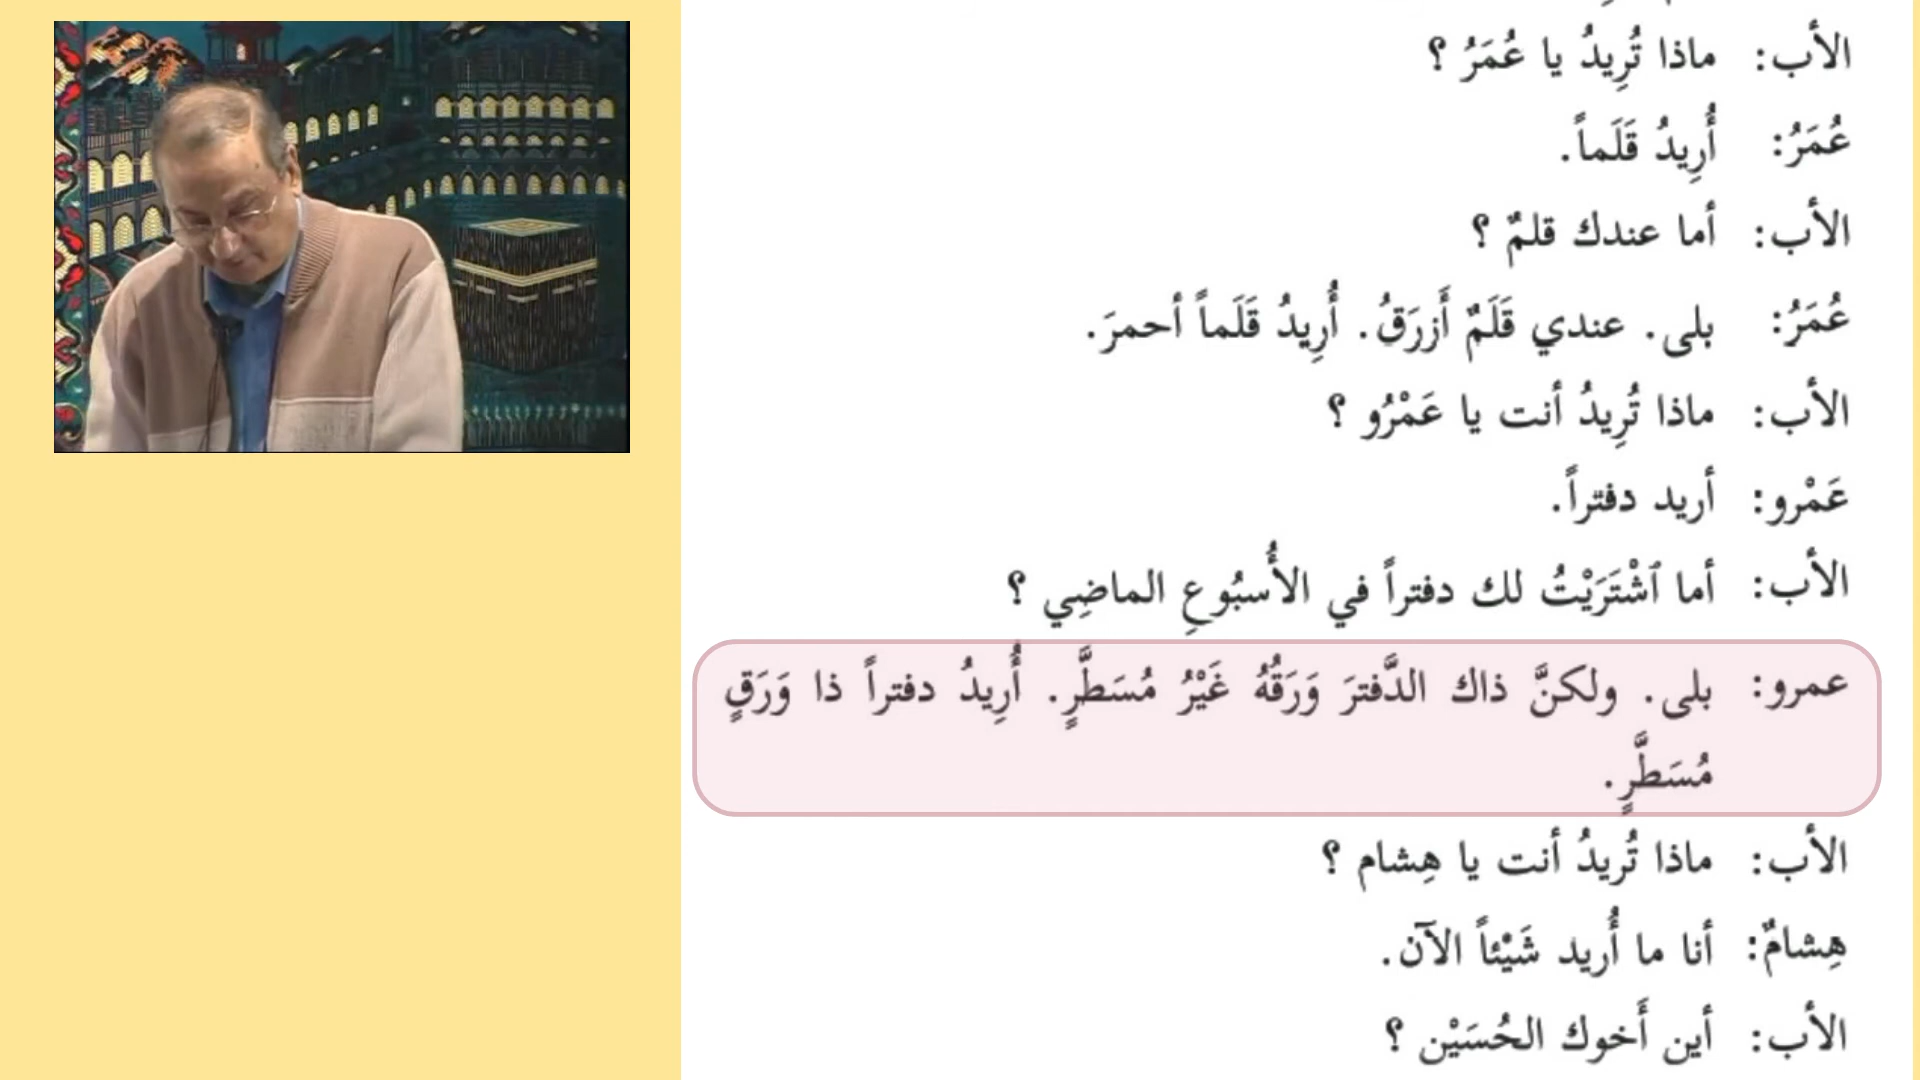 الأب: ماذا تُرِيدُ يا عُمَرُ ؟
عُمَرُ: أُرِيدُ قَلَماً.
الأب: أما عندك قلمٌ ؟
عُمَرُ: بلى. عندي قَلَمٌ أَزرَقُ. أُرِيدُ قَلَماً أحمرَ.
الأب: ماذا تُرِيدُ أنت يا عَمْرُو ؟
عَمْرو: أريد دفتراً.
الأب: أما ٱشْتَرَيْتُ لك دفتراً في الأُسبُوعِ الماضِي ؟
عمرو: بلى. ولكنَّ ذاك الدَّفترَ وَرَقُهُ غَيْرُ مُسَطَّرٍ. أُرِيدُ دفتراً ذا وَرَقٍ
مُسَطَّرٍ.
الأب: ماذا تُرِيدُ أنت يا هِشام ؟
هِشامٌ: أنا ما أُريد شَيْئاً الآن.
الأب: أين أَخوك الحُسَيْن ؟